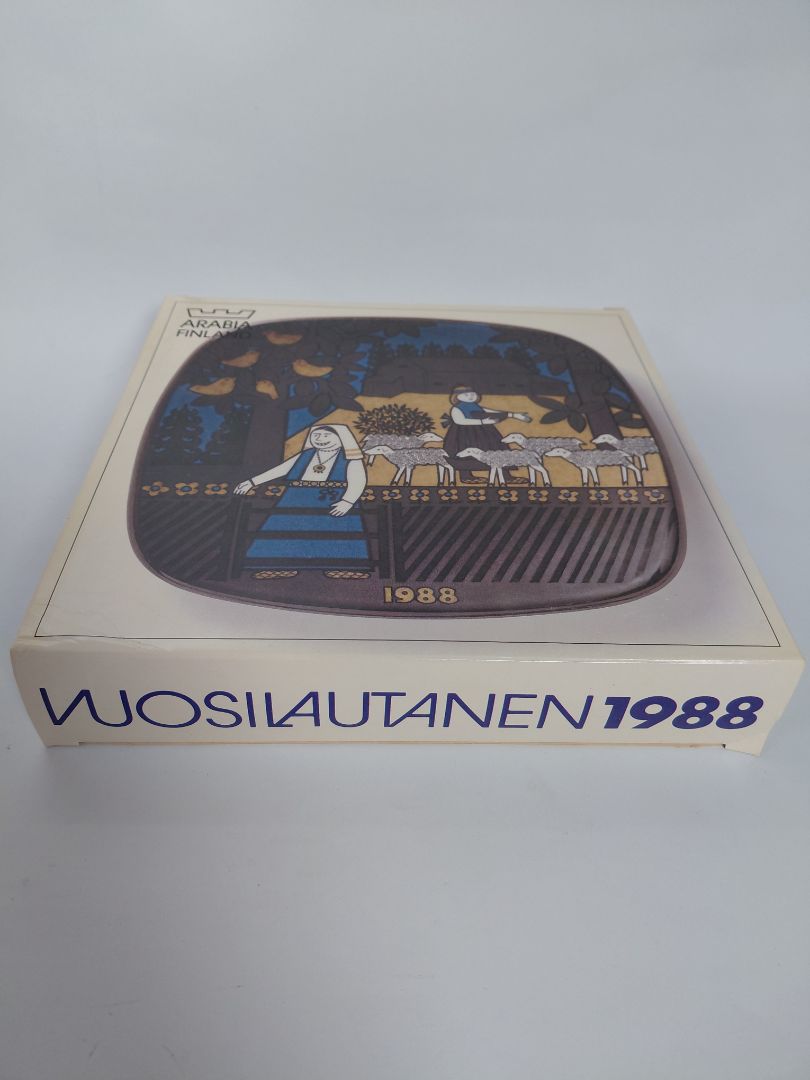 ARABIA
FINLAND
1988
VUOSILAUTANEN 1988